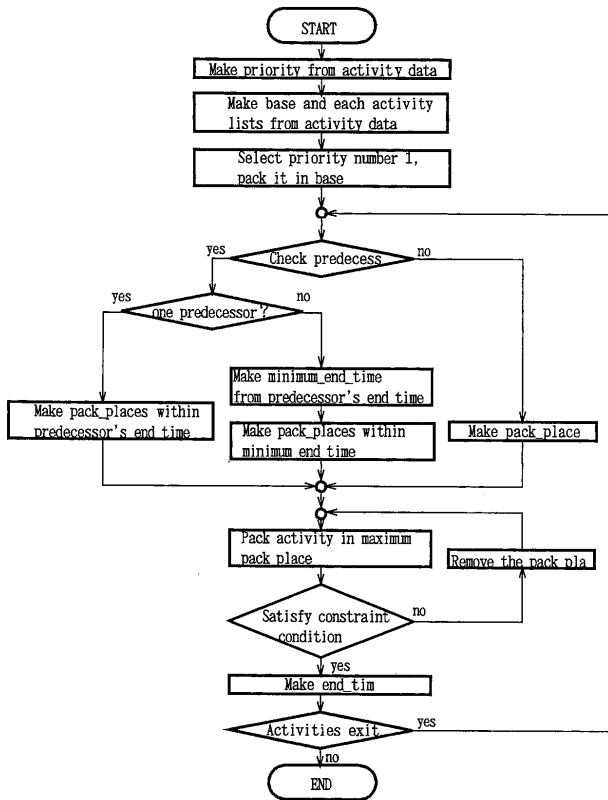 START
Make priority from activity data
Make base and each activity
lists from activity data
Select priority number 1,
pack it in base
yes
Check predecess
no
yes
one predecessor?
no
Make minimum_end_time
from predecessor's end time
Make pack_places within
predecessor's end time
Make pack_places within
minimum end time
Make pack_place
Pack activity in maximum
pack place
Remove the pack pla
Satisfy constraint
condition
no
yes
Make end_tim
Activities exit
yes
no
END